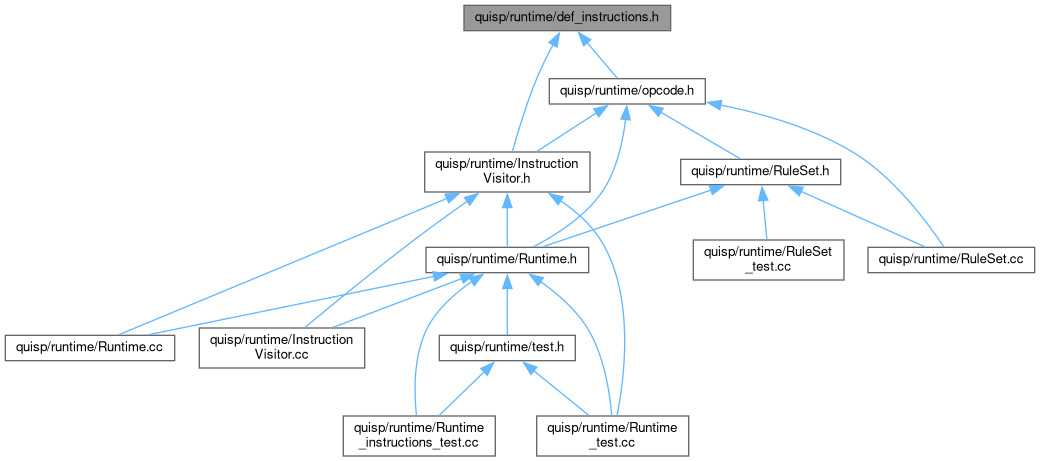 quisp/runtime/def_instructions.h
quisp/runtime/opcode.h
quisp/runtime/Instruction
Visitor.h
quisp/runtime/RuleSet.h
quisp/runtime/Runtime.h
quisp/runtime/RuleSet
_test.cc
quisp/runtime/RuleSet.cc
quisp/runtime/Runtime.cc
quisp/runtime/Instruction
Visitor.cc
quisp/runtime/test.h
quisp/runtime/Runtime
_instructions_test.cc
quisp/runtime/Runtime
_test.cc